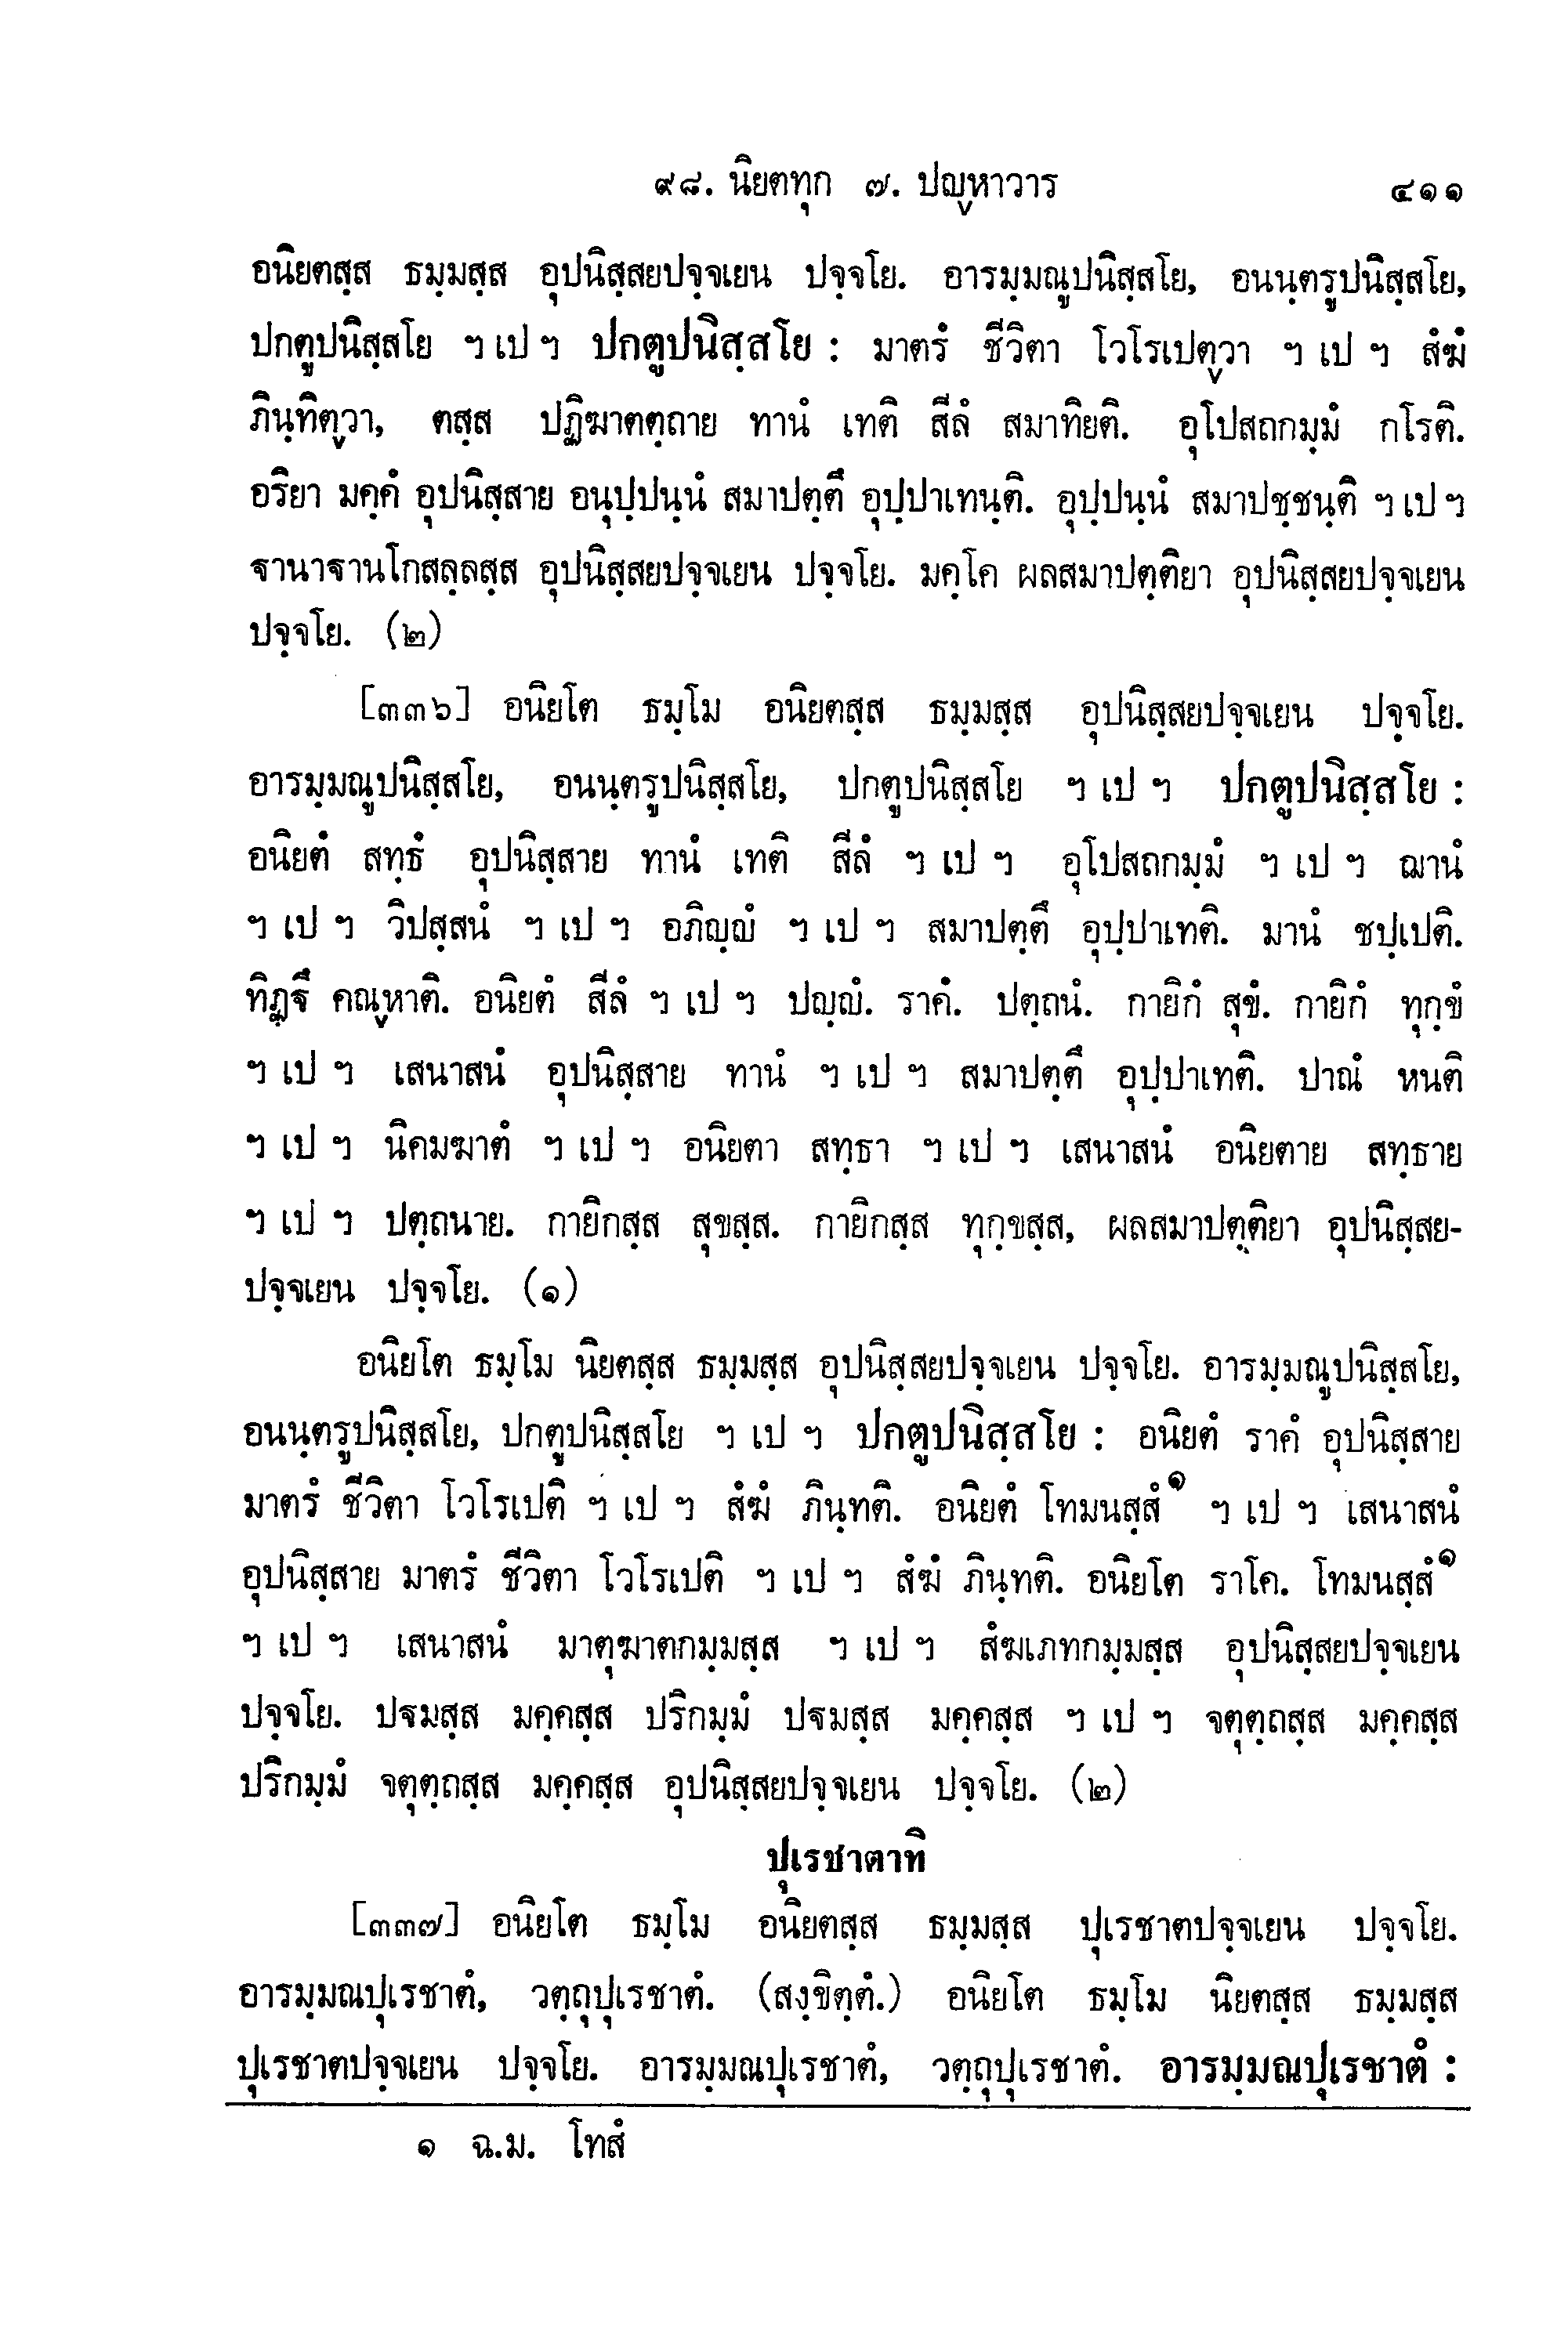 ๙๘. นิยตทุก ๗. ปญฺหาวาร ๔๑๑
อนิยตสฺส ธมฺมสฺส อุปนิสฺสยปจฺจเยน ปจฺจโย. อารมฺมณูปนิสฺสโย, อนนฺตรูปนิสฺสโย,
ปกตูปนิสฺสโย ฯ เป ฯ ปกตูปนิสฺสโย : มาตรํ ชีวิตา โวโรเปตฺวา ฯ เป ฯ สํฆํ
ภินฺทิตฺวา, ตสฺส ปฏิฆาตตฺถาย ทานํ เทติ สีลํ สมาทิยติ. อุโปสถกมฺมํ กโรติ.
อริยา มคฺคํ อุปนิสฺสาย อนุปฺปนฺนํ สมาปตฺตึ อุปฺปาเทนฺติ. อุปฺปนฺนํ สมาปชฺชนฺติ ฯ เป ฯ
ฐานาฐานโกสลฺลสฺส อุปนิสฺสยปจฺจเยน ปจฺจโย. มคฺโค ผลสมาปตฺติยา อุปนิสฺสยปจฺจเยน
ปจฺจโย. (๒)
[๓๓๖] อนิยโต ธมฺโม อนิยตสฺส ธมฺมสฺส อุปนิสฺสยปจฺจเยน ปจฺจโย.
อารมฺมณูปนิสฺสโย, อนนฺตรูปนิสฺสโย, ปกตูปนิสฺสโย ฯ เป ฯ ปกตูปนิสฺสโย :
อนิยตํ สทฺธํ อุปนิสฺสาย ทานํ เทติ สีลํ ฯ เป ฯ อุโปสถกมฺมํ ฯ เป ฯ ฌานํ
ฯ เป ฯ วิปสฺสนํ ฯ เป ฯ อภิญฺญํ ฯ เป ฯ สมาปตฺตึ อุปฺปาเทติ. มานํ ชปฺเปติ.
ทิฏฺฐึ คณฺหาติ. อนิยตํ สีลํ ฯ เป ฯ ปญฺญํ. ราคํ. ปตฺถนํ. กายิกํ สุขํ. กายิกํ ทุกฺขํ
ฯ เป ฯ เสนาสนํ อุปนิสฺสาย ทานํ ฯ เป ฯ สมาปตฺตึ อุปฺปาเทติ. ปาณํ หนติ
ฯ เป ฯ นิคมฆาตํ ฯ เป ฯ อนิยตา สทฺธา ฯ เป ฯ เสนาสนํ อนิยตาย สทฺธาย
ฯ เป ฯ ปตฺถนาย. กายิกสฺส สุขสฺส. กายิกสฺส ทุกฺขสฺส, ผลสมาปตฺติยา อุปนิสฺสย-
ปจฺจเยน ปจฺจโย. (๑)
อนิยโต ธมฺโม นิยตสฺส ธมฺมสฺส อุปนิสฺสยปจฺจเยน ปจฺจโย. อารมฺมณูปนิสฺสโย,
อนนฺตรูปนิสฺสโย, ปกตูปนิสฺสโย ฯ เป ฯ ปกตูปนิสฺสโย : อนิยตํ ราคํ อุปนิสฺสาย
มาตรํ ชีวิตา โวโรเปติ ฯ เป ฯ สํฆํ ภินฺทติ. อนิยตํ โทมนสฺสํ๑ ฯ เป ฯ เสนาสนํ
อุปนิสฺสาย มาตรํ ชีวิตา โวโรเปติ ฯ เป ฯ สํฆํ ภินฺทติ. อนิยโต ราโค. โทมนสฺสํ๑
ฯ เป ฯ เสนาสนํ มาตุฆาตกมฺมสฺส ฯ เป ฯ สํฆเภทกมฺมสฺส อุปนิสฺสยปจฺจเยน
ปจฺจโย. ปฐมสฺส มคฺคสฺส ปริกมฺมํ ปฐมสฺส มคฺคสฺส ฯ เป ฯ จตุตฺถสฺส มคฺคสฺส
ปริกมฺมํ จตุตฺถสฺส มคฺคสฺส อุปนิสฺสยปจฺจเยน ปจฺจโย. (๒)
ปุเรชาตาทิ
[๓๓๗] อนิยโต ธมฺโม อนิยตสฺส ธมฺมสฺส ปุเรชาตปจฺจเยน ปจฺจโย.
อารมฺมณปุเรชาตํ, วตฺถุปุเรชาตํ. (สงฺขิตฺตํ.) อนิยโต ธมฺโม นิยตสฺส ธมฺมสฺส
ปุเรชาตปจฺจเยน ปจฺจโย. อารมฺมณปุเรชาตํ, วตฺถุปุเรชาตํ. อารมฺมณปุเรชาตํ :
๑ ฉ.ม. โทสํ